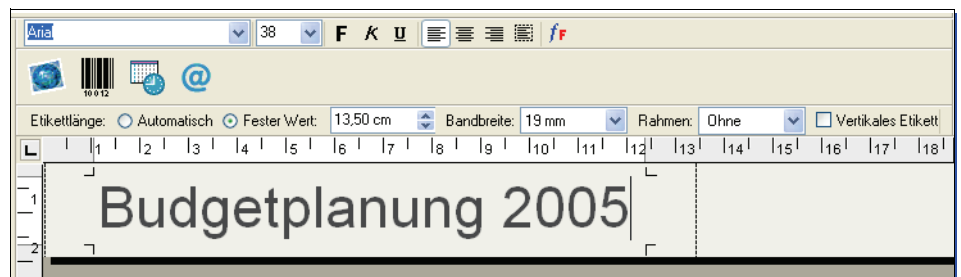 Arial 38 F K U fF
10012 @
Etikettlänge: Automatisch Fester Wert: 13,50 cm Bandbreite: 19 mm Rahmen: Ohne Vertikales Etikett
L 1 2 3 4 5 6 7 8 9 10 11 12 13 14 15 16 17 18
1
Budgetplanung 2005
2